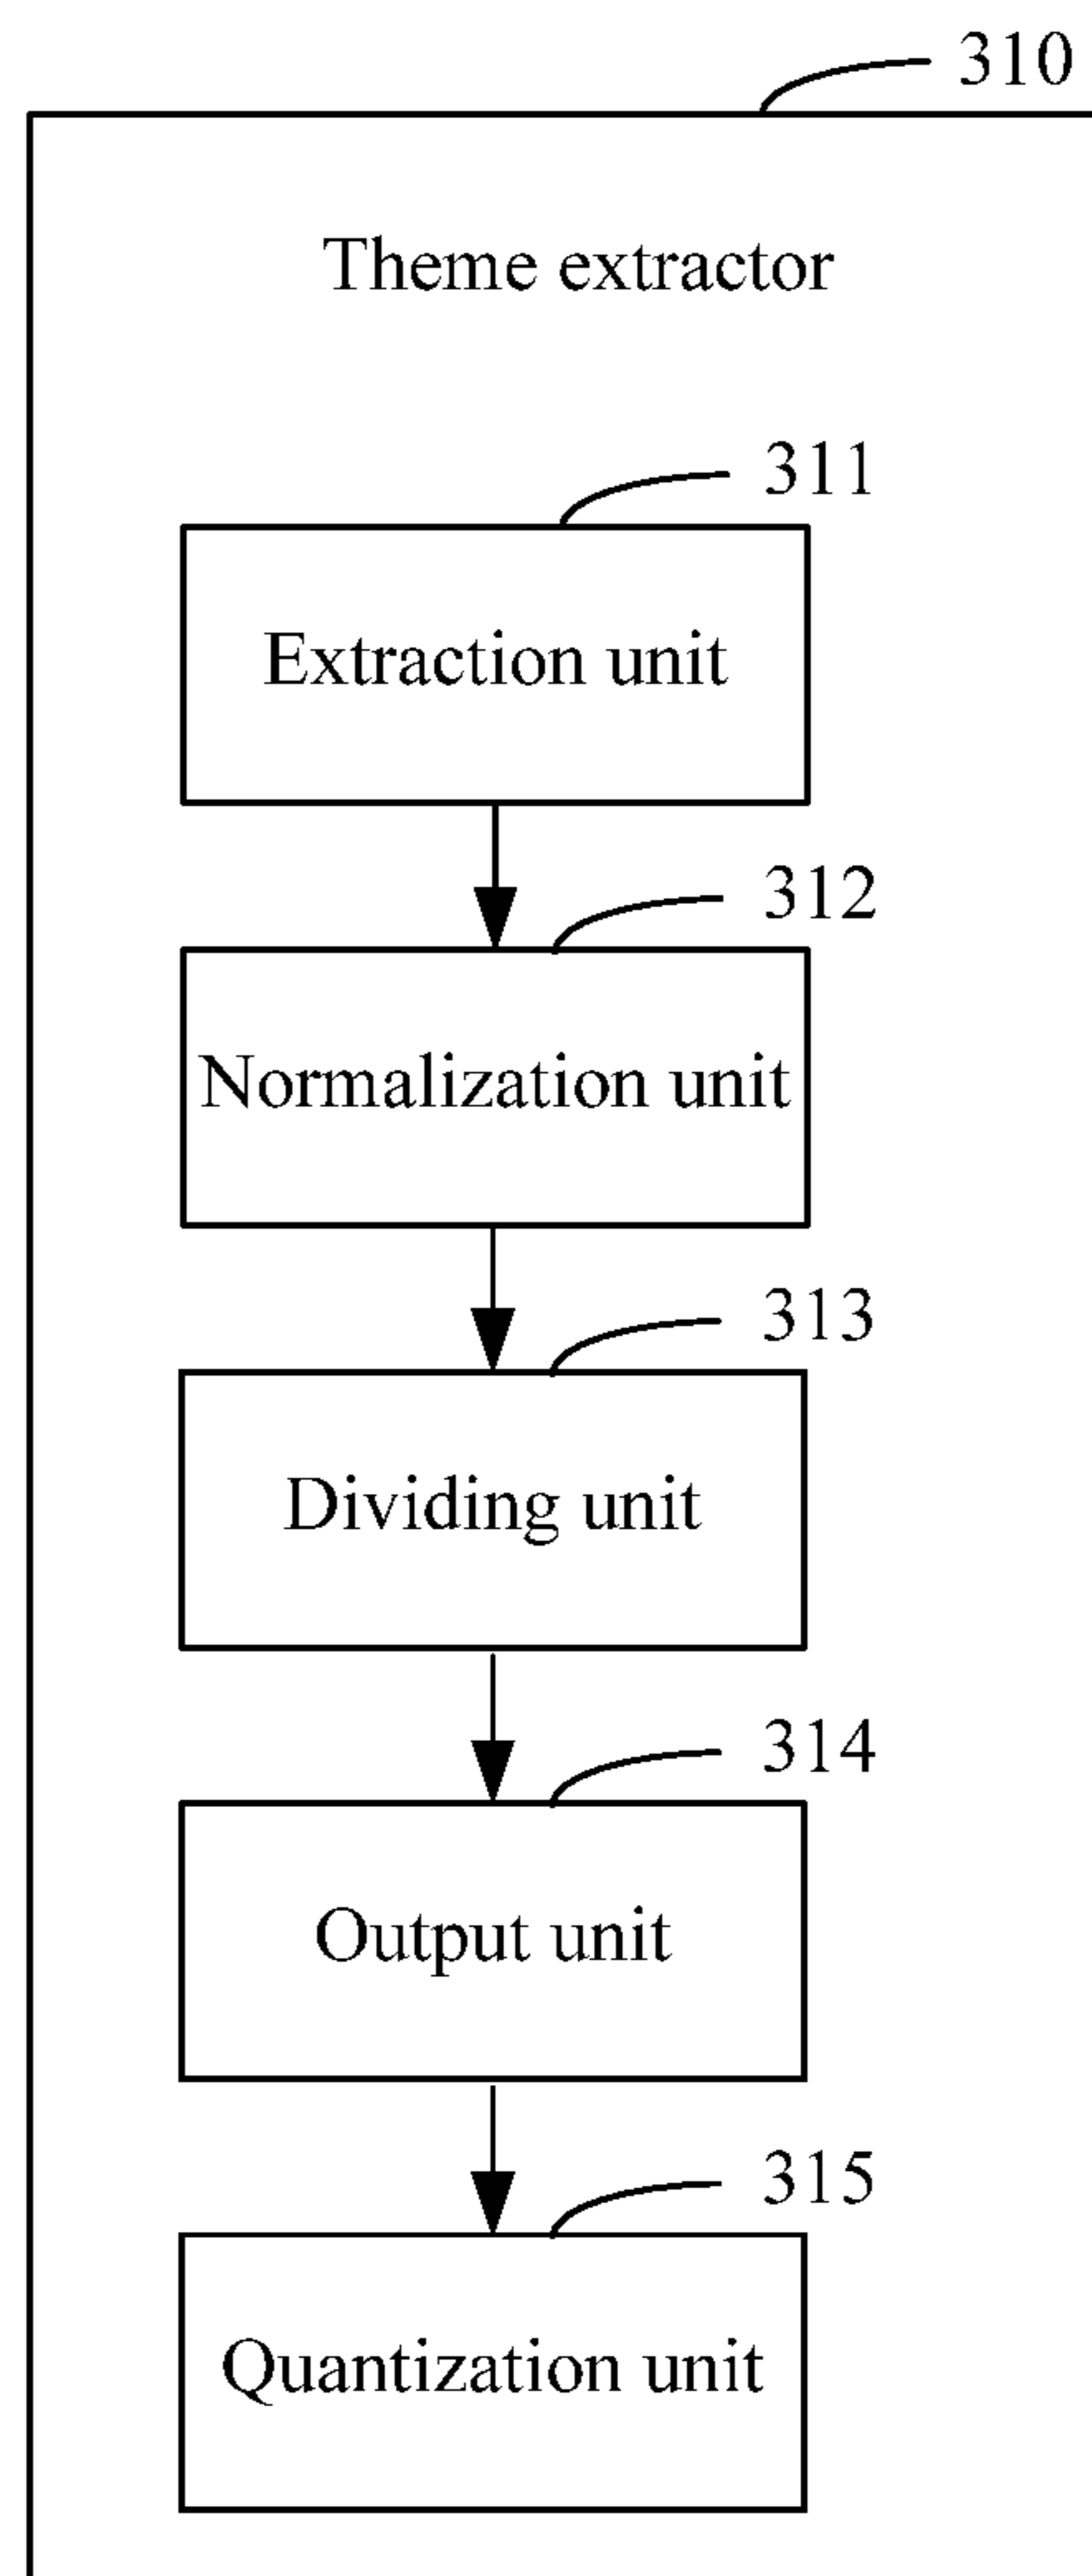 310
Theme extractor
311
Extraction unit
312
Normalization unit
313
Dividing unit
314
Output unit
315
Quantization unit